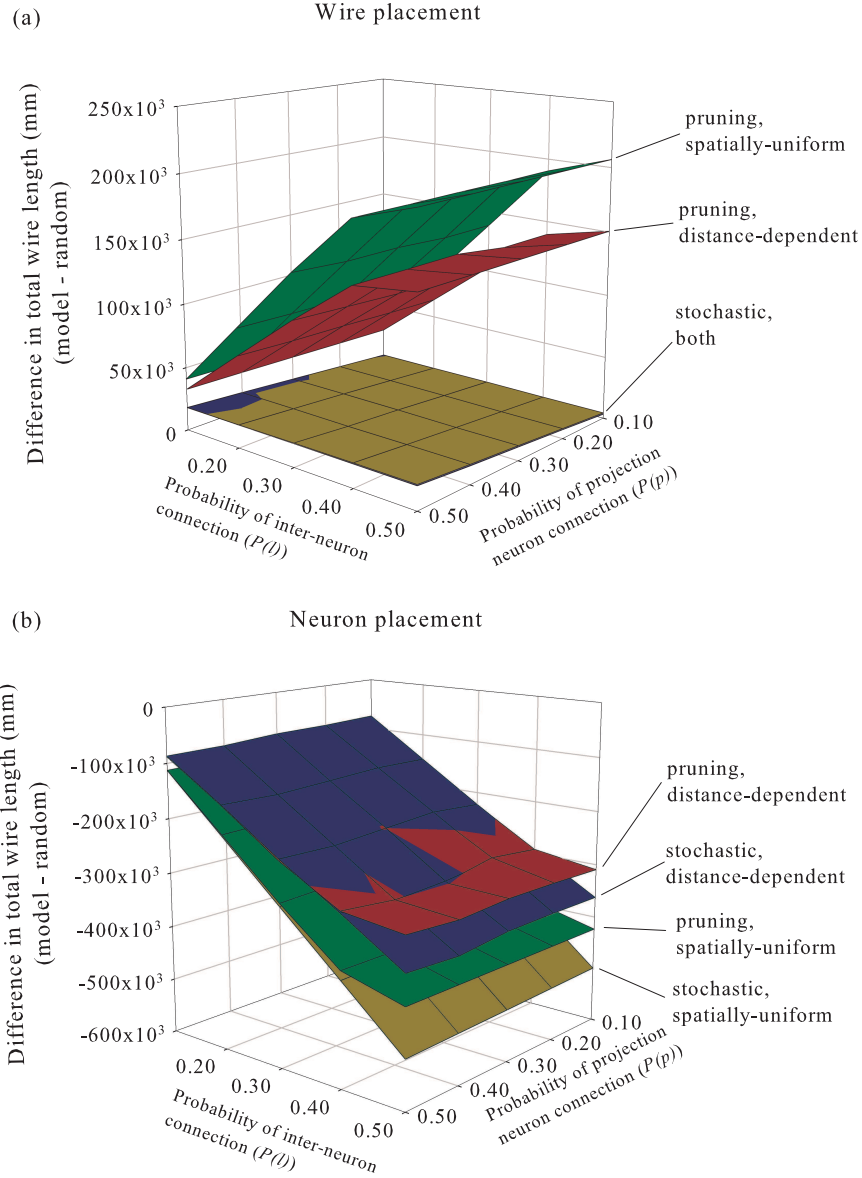 (a)
Wire placement
Difference in total wire length (mm)
(model - random)
250x10³
200x10³
150x10³
100x10³
50x10³
0
pruning,
spatially-uniform
pruning,
distance-dependent
stochastic,
both
0.20
0.30
0.40
0.50
Probability of inter-neuron
connection (P(l))
0.50
0.40
0.30
0.20
0.10
Probability of projection
neuron connection (P(p))
(b)
Neuron placement
Difference in total wire length (mm)
(model - random)
0
-100x10³
-200x10³
-300x10³
-400x10³
-500x10³
-600x10³
pruning,
distance-dependent
stochastic,
distance-dependent
pruning,
spatially-uniform
stochastic,
spatially-uniform
0.20
0.30
0.40
0.50
Probability of inter-neuron
connection (P(l))
0.50
0.40
0.30
0.20
0.10
Probability of projection
neuron connection (P(p))